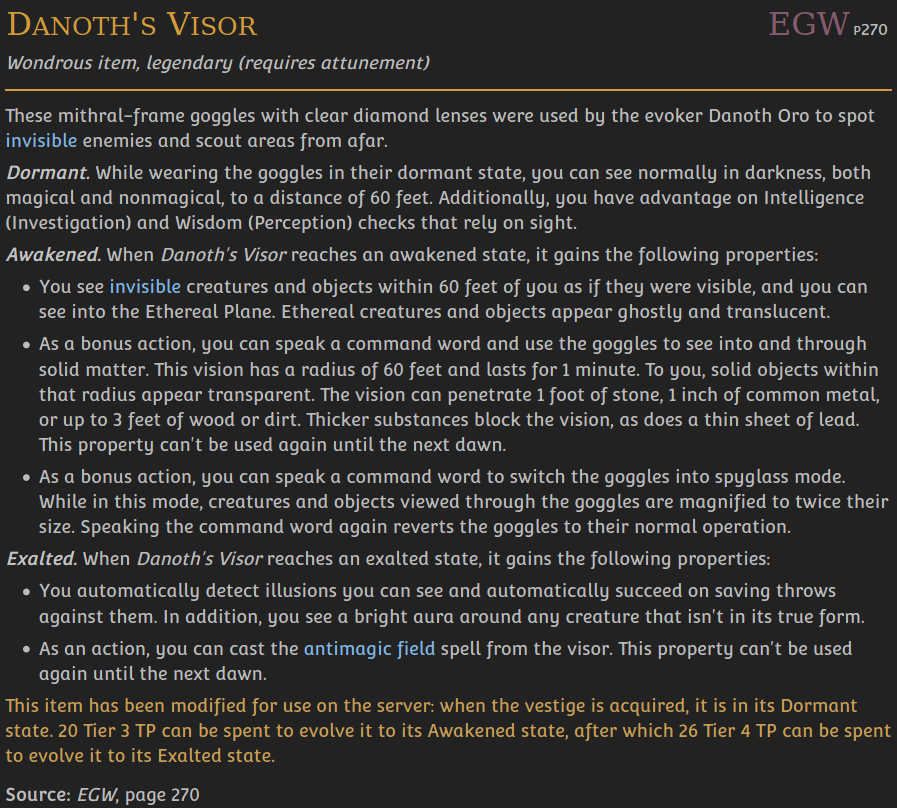 Danoth's Visor EGW P270
Wondrous item, legendary (requires attunement)
These mithral-frame goggles with clear diamond lenses were used by the evoker Danoth Oro to spot
invisible enemies and scout areas from afar.
Dormant. While wearing the goggles in their dormant state, you can see normally in darkness, both
magical and nonmagical, to a distance of 60 feet. Additionally, you have advantage on Intelligence
(Investigation) and Wisdom (Perception) checks that rely on sight.
Awakened. When Danoth's Visor reaches an awakened state, it gains the following properties:
• You see invisible creatures and objects within 60 feet of you as if they were visible, and you can
see into the Ethereal Plane. Ethereal creatures and objects appear ghostly and translucent.
• As a bonus action, you can speak a command word and use the goggles to see into and through
solid matter. This vision has a radius of 60 feet and lasts for 1 minute. To you, solid objects within
that radius appear transparent. The vision can penetrate 1 foot of stone, 1 inch of common metal,
or up to 3 feet of wood or dirt. Thicker substances block the vision, as does a thin sheet of lead.
This property can't be used again until the next dawn.
• As a bonus action, you can speak a command word to switch the goggles into spyglass mode.
While in this mode, creatures and objects viewed through the goggles are magnified to twice their
size. Speaking the command word again reverts the goggles to their normal operation.
Exalted. When Danoth's Visor reaches an exalted state, it gains the following properties:
• You automatically detect illusions you can see and automatically succeed on saving throws
against them. In addition, you see a bright aura around any creature that isn't in its true form.
• As an action, you can cast the antimagic field spell from the visor. This property can't be used
again until the next dawn.
This item has been modified for use on the server: when the vestige is acquired, it is in its Dormant
state. 20 Tier 3 TP can be spent to evolve it to its Awakened state, after which 26 Tier 4 TP can be spent
to evolve it to its Exalted state.
Source: EGW, page 270